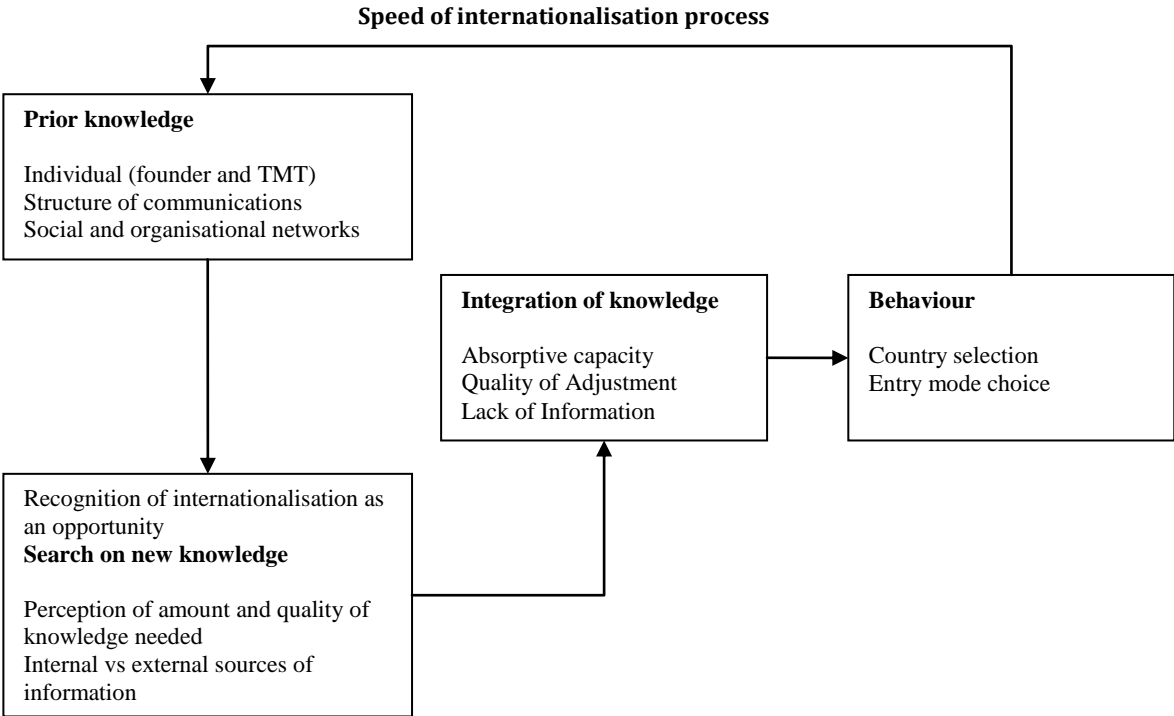 Speed of internationalisation process
Prior knowledge
Individual (founder and TMT)
Structure of communications
Social and organisational networks
Recognition of internationalisation as
an opportunity
Search on new knowledge
Perception of amount and quality of
knowledge needed
Internal vs external sources of
information
Integration of knowledge
Absorptive capacity
Quality of Adjustment
Lack of Information
Behaviour
Country selection
Entry mode choice